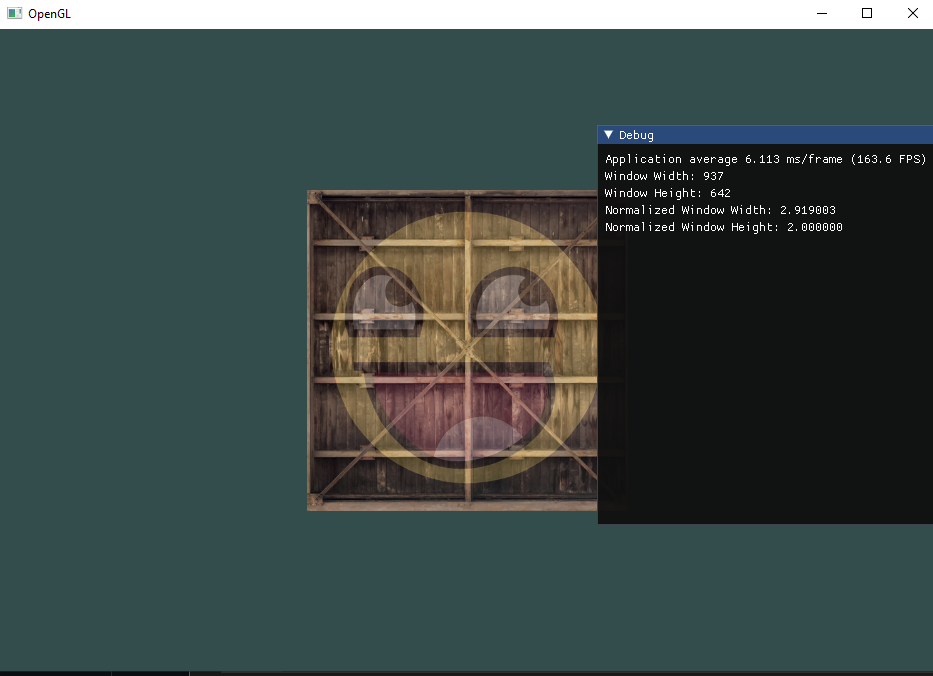 OpenGL
Debug
Application average 6.113 ms/frame (163.6 FPS)
Window Width: 937
Window Height: 642
Normalized Window Width: 2.919003
Normalized Window Height: 2.000000